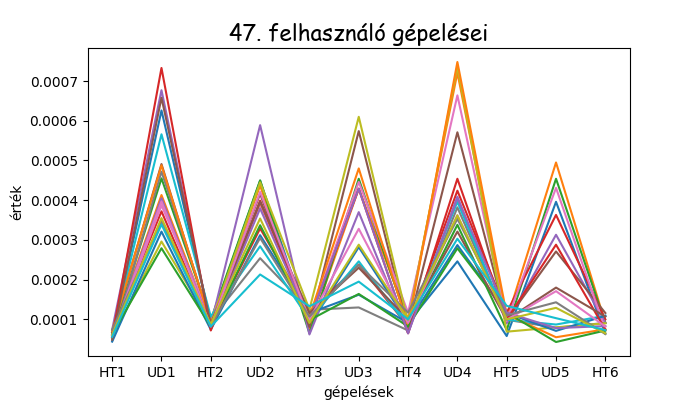 47. felhasználó gépelései
0.0007
0.0006
0.0005
0.0004
0.0003
0.0002
0.0001
érték
HT1 UD1 HT2 UD2 HT3 UD3 HT4 UD4 HT5 UD5 HT6
gépelések